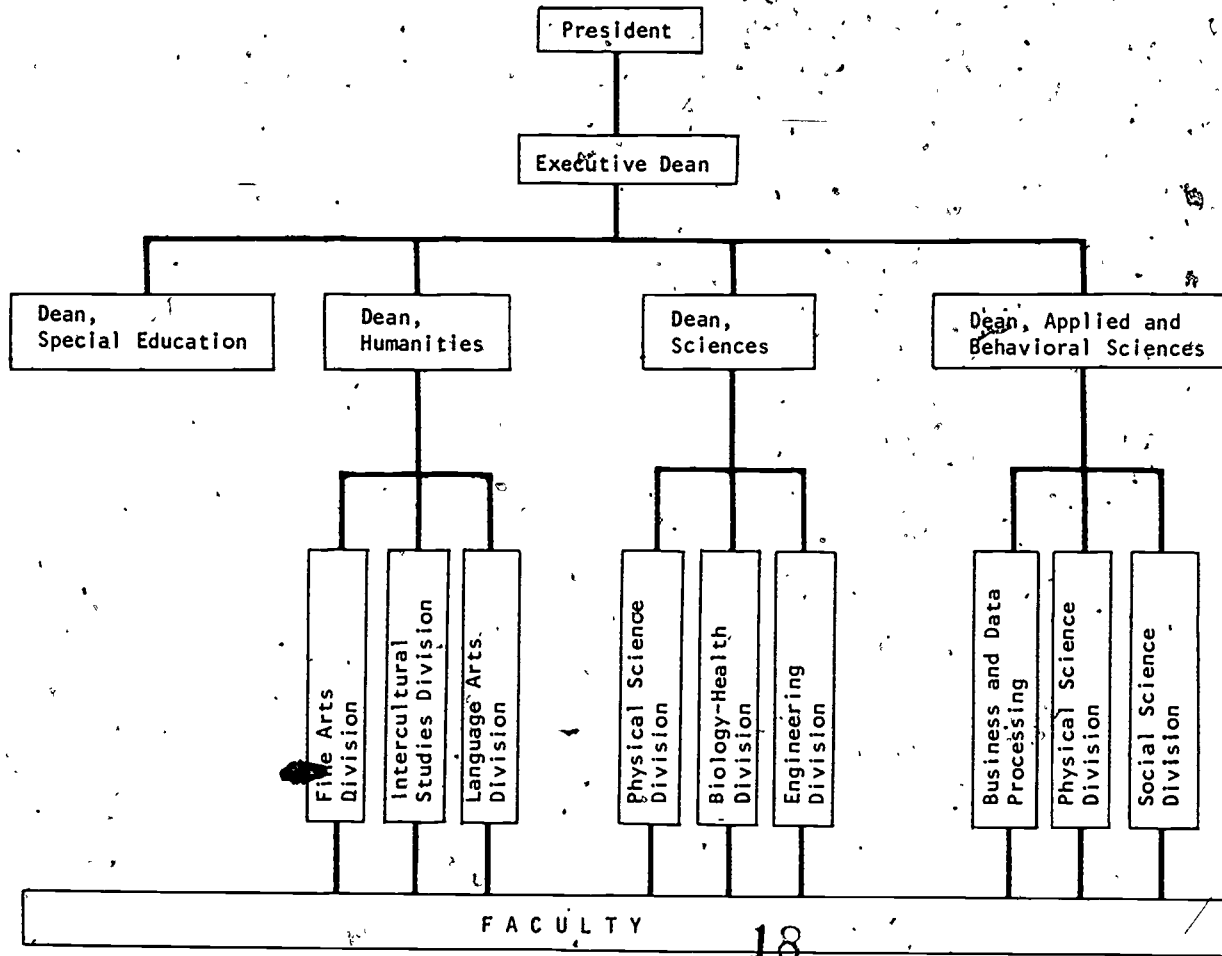 President
Executive Dean
Dean,
Special Education
Dean,
Humanities
Dean,
Sciences
Dean, Applied and
Behavioral Sciences
Fine Arts
Division
Intercultural
Studies Division
Language Arts
Division
Physical Science
Division
Biology-Health
Division
Engineering
Division
Business and Data
Processing
Physical Science
Division
Social Science
Division
FACULTY
18